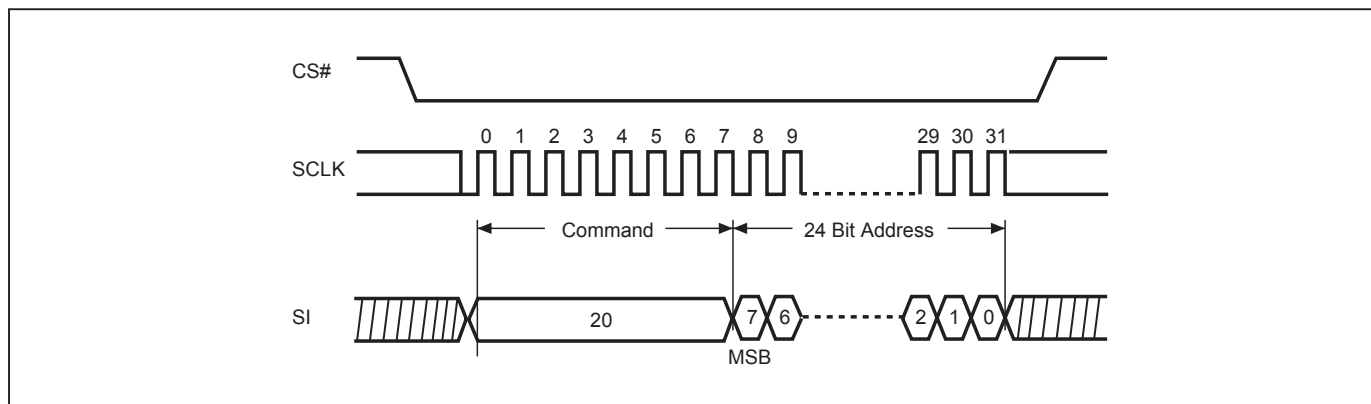 CS#
0 1 2 3 4 5 6 7 8 9 29 30 31
SCLK
Command 24 Bit Address
SI 20 7 6 2 1 0
MSB